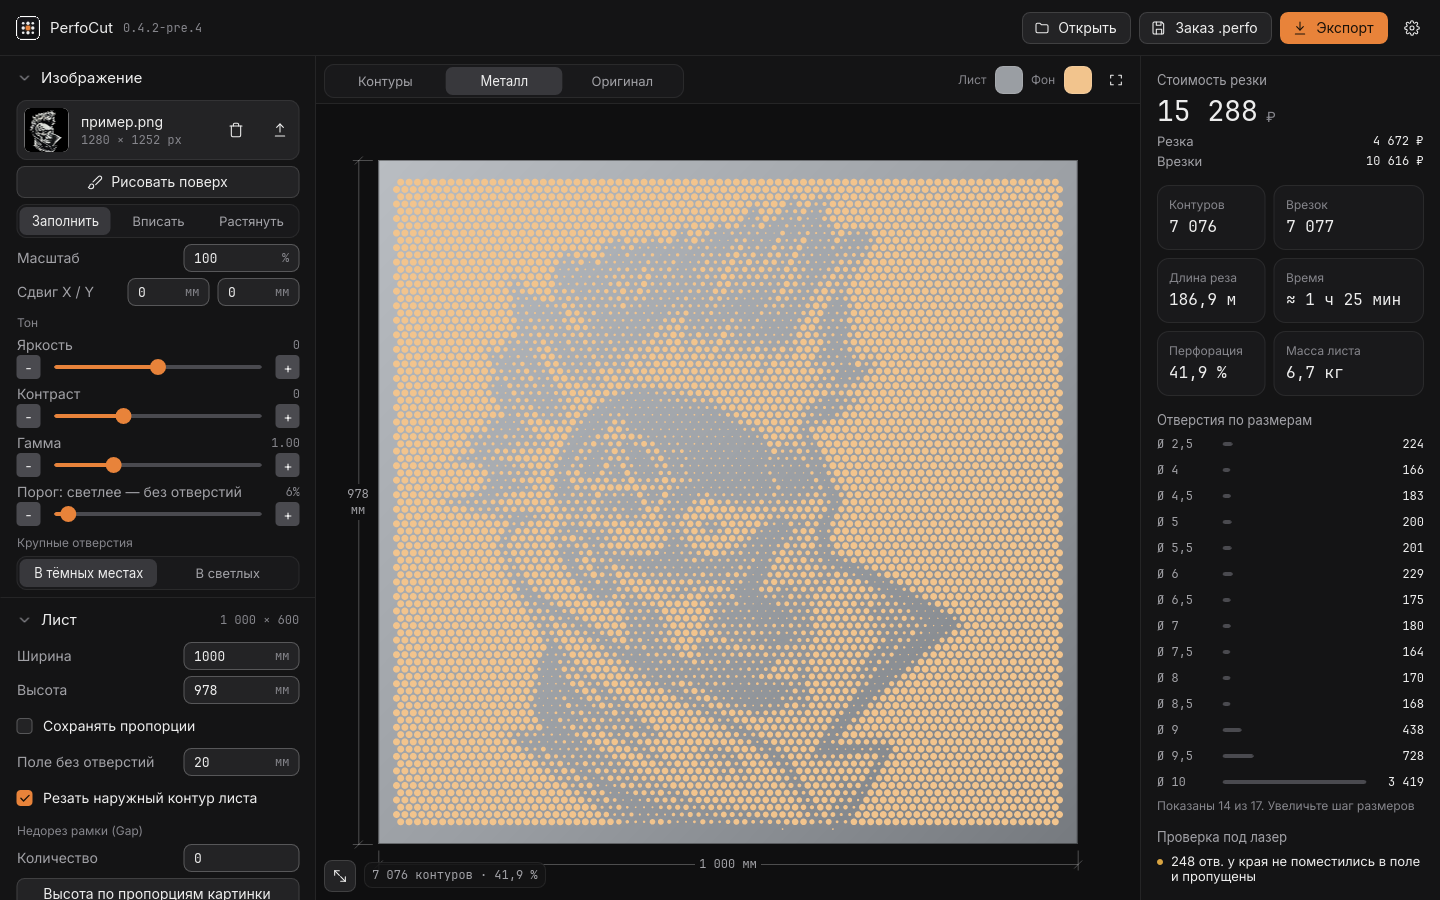 PerfoCut 0.4.2-pre.4
Открыть
Заказ .perfo
Экспорт
Изображение
пример.png
1280 × 1252 px
Рисовать поверх
Заполнить Вписать Растянуть
Масштаб 100 %
Сдвиг X / Y 0 мм 0 мм
Тон
Яркость 0
- +
Контраст 0
- +
Гамма 1.00
- +
Порог: светлее — без отверстий 6%
- +
Крупные отверстия
В тёмных местах В светлых
Лист 1 000 × 600
Ширина 1000 мм
Высота 978 мм
Сохранять пропорции
Поле без отверстий 20 мм
Резать наружный контур листа
Недорез рамки (Gap)
Количество 0
Высота по пропорциям картинки
Контуры Металл Оригинал
Лист Фон
978
мм
1 000 мм
7 076 контуров · 41,9 %
Стоимость резки
15 288 ₽
Резка 4 672 ₽
Врезки 10 616 ₽
Контуров
7 076
Врезок
7 077
Длина реза
186,9 м
Время
≈ 1 ч 25 мин
Перфорация
41,9 %
Масса листа
6,7 кг
Отверстия по размерам
Ø 2,5 224
Ø 4 166
Ø 4,5 183
Ø 5 200
Ø 5,5 201
Ø 6 229
Ø 6,5 175
Ø 7 180
Ø 7,5 164
Ø 8 170
Ø 8,5 168
Ø 9 438
Ø 9,5 728
Ø 10 3 419
Показаны 14 из 17. Увеличьте шаг размеров
Проверка под лазер
248 отв. у края не поместились в поле
и пропущены